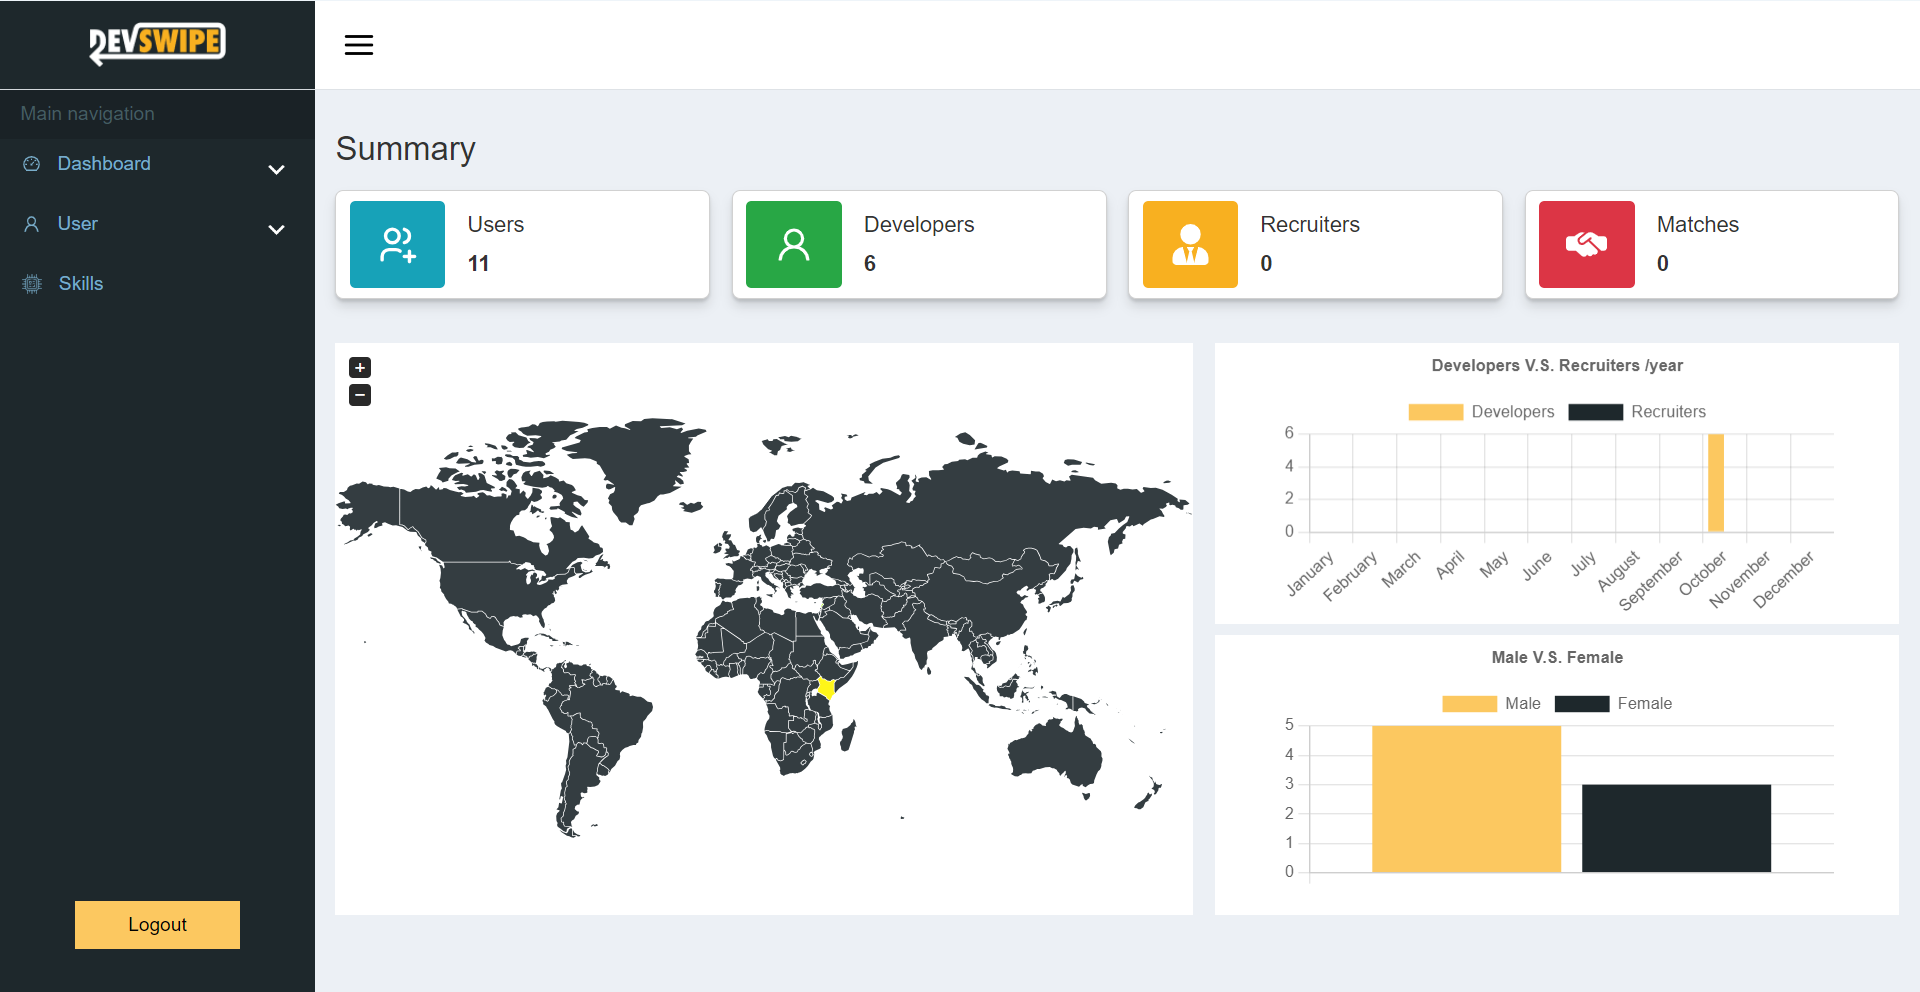 DEVSWIPE
Main navigation
Dashboard
User
Skills
Logout
Summary
Users
11
Developers
6
Recruiters
0
Matches
0
+
−
Developers V.S. Recruiters /year
Developers Recruiters
6
4
2
0
January February March April May June July August September October November December
Male V.S. Female
Male Female
5
4
3
2
1
0